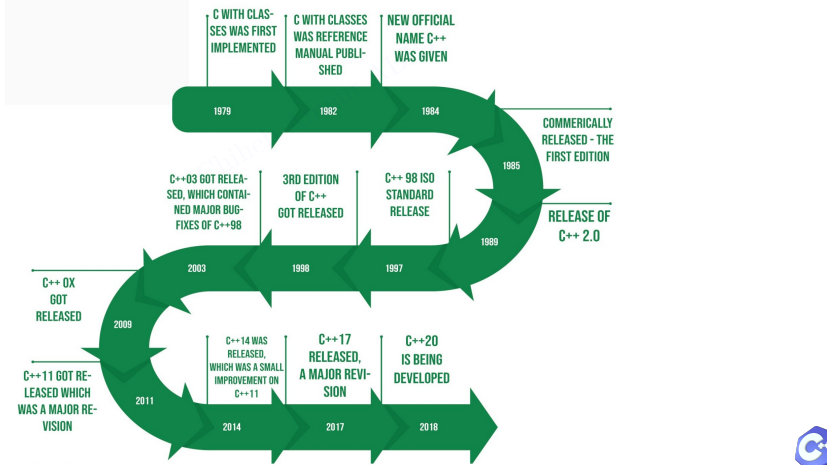 C WITH CLAS-
SES WAS FIRST
IMPLEMENTED
C WITH CLASSES
WAS REFERENCE
MANUAL PUBLI-
SHED
NEW OFFICIAL
NAME C++
WAS GIVEN
1979
1982
1984
COMMERICALLY
RELEASED - THE
FIRST EDITION
1985
RELEASE OF
C++ 2.0
1989
C++ 98 ISO
STANDARD
RELEASE
1997
3RD EDITION
OF C++
GOT RELEASED
1998
C++03 GOT RELEA-
SED, WHICH CONTAI-
NED MAJOR BUG-
FIXES OF C++98
2003
C++ OX
GOT
RELEASED
2009
C++11 GOT RE-
LEASED WHICH
WAS A MAJOR RE-
VISION
2011
C++14 WAS
RELEASED,
WHICH WAS A SMALL
IMPROVEMENT ON
C++11
2014
C++17
RELEASED,
A MAJOR REVI-
SION
2017
C++20
IS BEING
DEVELOPED
2018